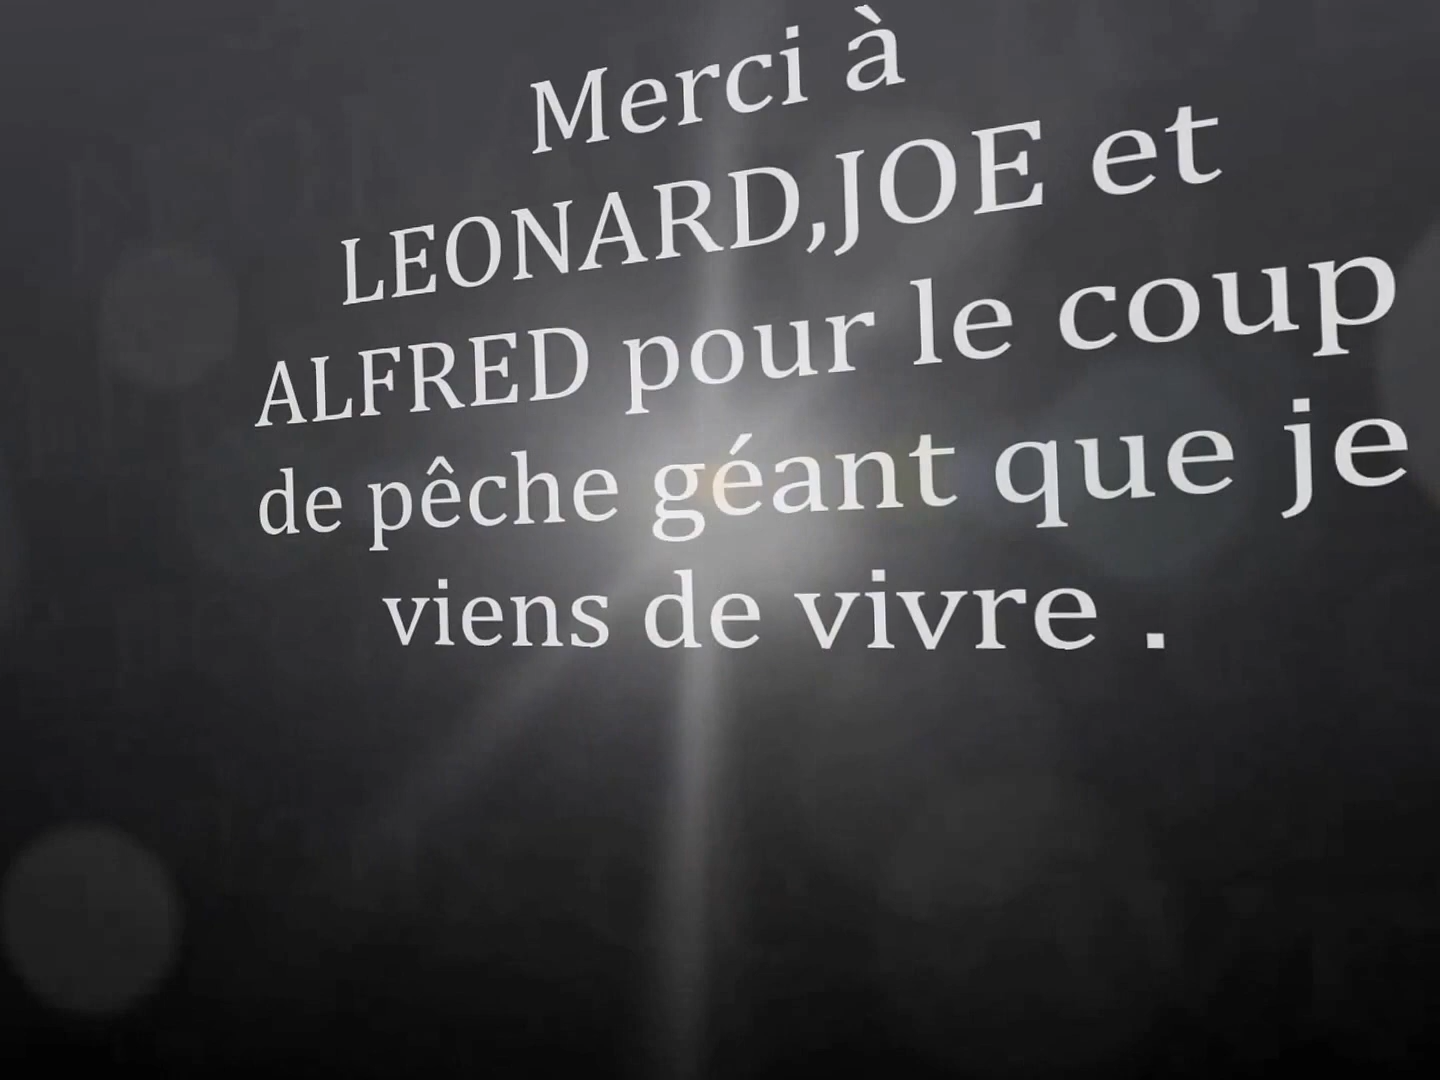 Merci à
LEONARD,JOE et
ALFRED pour le coup
de pêche géant que je
viens de vivre .